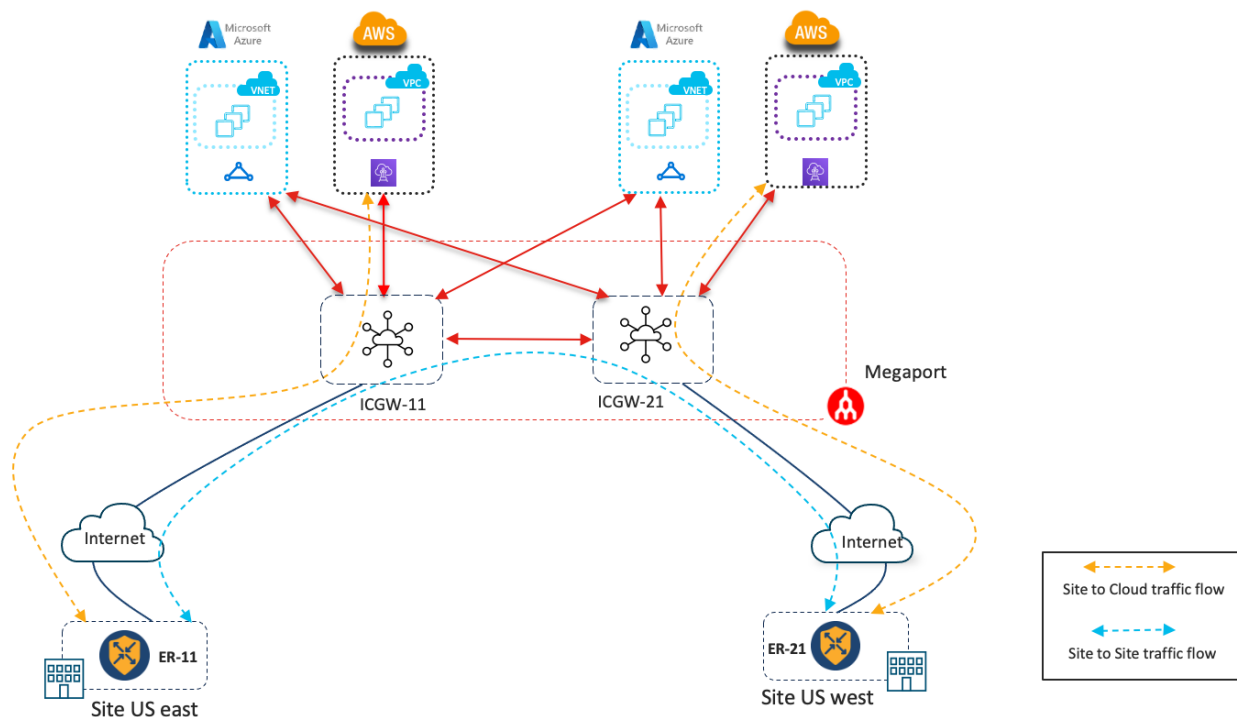 Microsoft
Azure
AWS
Microsoft
Azure
AWS
VNET
VPC
VNET
VPC
Megaport
ICGW-11
ICGW-21
Internet
Internet
Site to Cloud traffic flow
Site to Site traffic flow
ER-11
ER-21
Site US east
Site US west